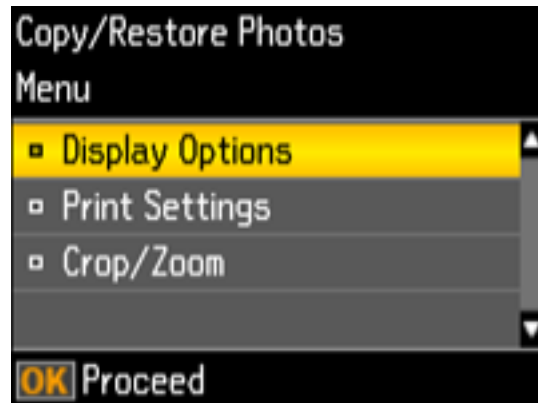 Copy/Restore Photos
Menu
Display Options
Print Settings
Crop/Zoom
OK Proceed